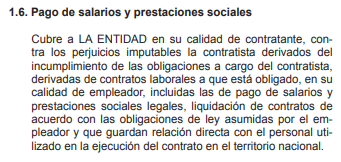 1.6. Pago de salarios y prestaciones sociales
Cubre a LA ENTIDAD en su calidad de contratante, con-
tra los perjuicios imputables la contratista derivados del
incumplimiento de las obligaciones a cargo del contratista,
derivadas de contratos laborales a que está obligado, en su
calidad de empleador, incluidas las de pago de salarios y
prestaciones sociales legales, liquidación de contratos de
acuerdo con las obligaciones de ley asumidas por el em-
pleador y que guardan relación directa con el personal uti-
lizado en la ejecución del contrato en el territorio nacional.